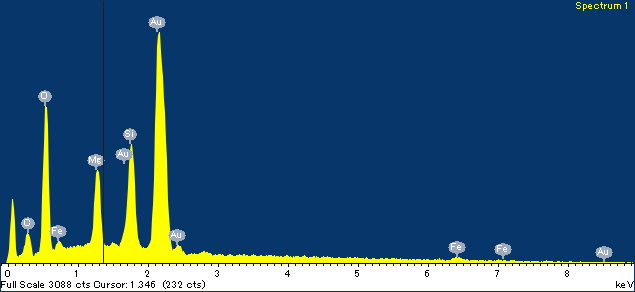 Spectrum 1
Au
O
Si
Mg
Au
C
Fe
Au
Fe
Fe
Au
0 1 2 3 4 5 6 7 8
Full Scale 3088 cts Cursor: 1.346 (232 cts) keV